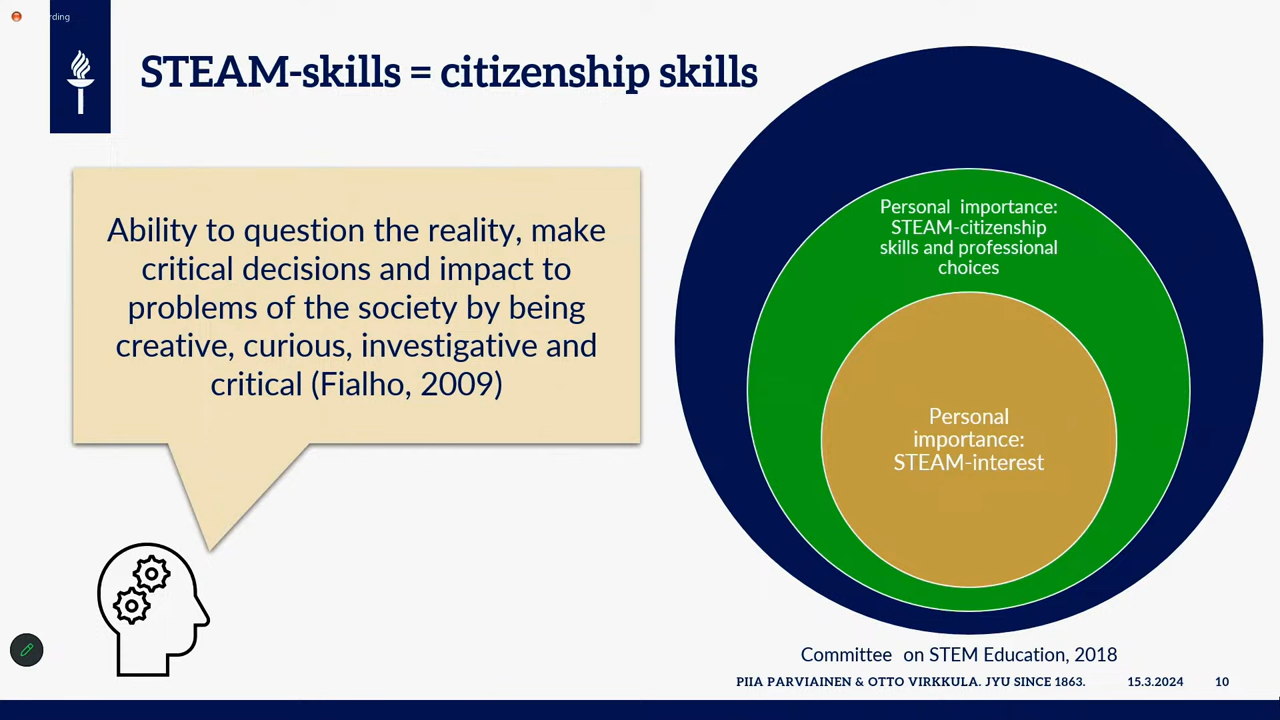 STEAM-skills = citizenship skills
Ability to question the reality, make
critical decisions and impact to
problems of the society by being
creative, curious, investigative and
critical (Fialho, 2009)
Personal importance:
STEAM-citizenship
skills and professional
choices
Personal
importance:
STEAM-interest
Committee on STEM Education, 2018
PIIA PARVIAINEN & OTTO VIRKKULA. JYU SINCE 1863. 15.3.2024 10